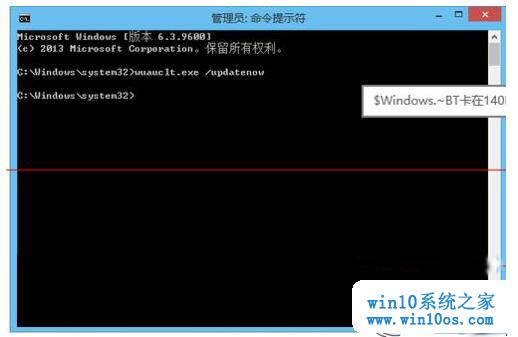 管理员: 命令提示符
Microsoft Windows [版本 6.3.9600]
(c) 2013 Microsoft Corporation。保留所有权利。
C:\Windows\system32>wuauclt.exe /updatenow
C:\Windows\system32>
$Windows.~BT卡在140
win10系统之家
www.win10os.com